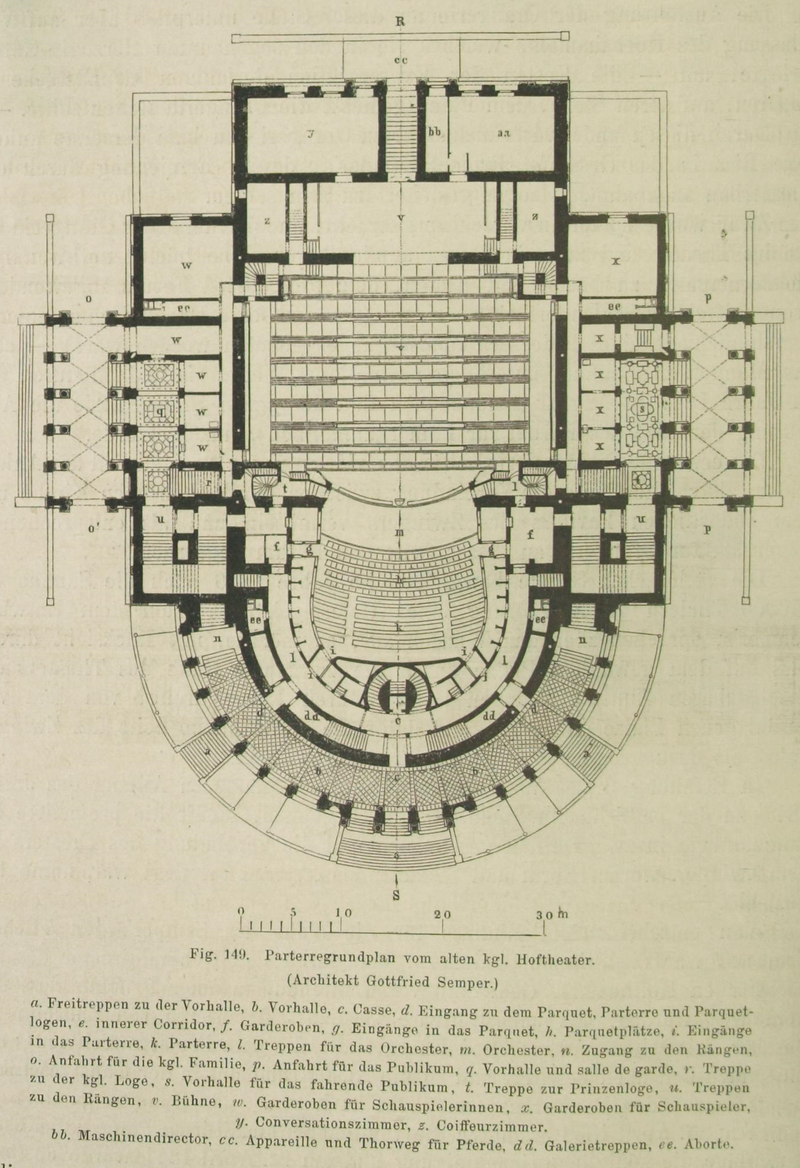 R
cc
y
bb
aa
z
v
z
w
x
o
p
ee
ee
w
x
w
x
v
q
w
x
s
w
x
r
t
l
o'
u
m
u
p
f
f
g
g
h
n
ee
k
ee
n
l
i
i
l
i
i
d
dd
e
dd
d
a
b
c
b
a
a
S
0 5 10 20 30 m
Fig. 149. Parterregrundplan vom alten kgl. Hoftheater.
(Architekt Gottfried Semper.)
a. Freitreppen zu der Vorhalle, b. Vorhalle, c. Casse, d. Eingang zu dem Parquet, Parterre und Parquet-
logen, e. innerer Corridor, f. Garderoben, g. Eingänge in das Parquet, h. Parquetplätze, i. Eingänge
in das Parterre, k. Parterre, l. Treppen für das Orchester, m. Orchester, n. Zugang zu den Rängen,
o. Anfahrt für die kgl. Familie, p. Anfahrt für das Publikum, q. Vorhalle und salle de garde, r. Treppe
zu der kgl. Loge, s. Vorhalle für das fahrende Publikum, t. Treppe zur Prinzenloge, u. Treppen
zu den Rängen, v. Bühne, w. Garderoben für Schauspielerinnen, x. Garderoben für Schauspieler,
y. Conversationszimmer, z. Coiffeurzimmer.
bb. Maschinendirector, cc. Appareille und Thorweg für Pferde, dd. Galerietreppen, ee. Aborte.